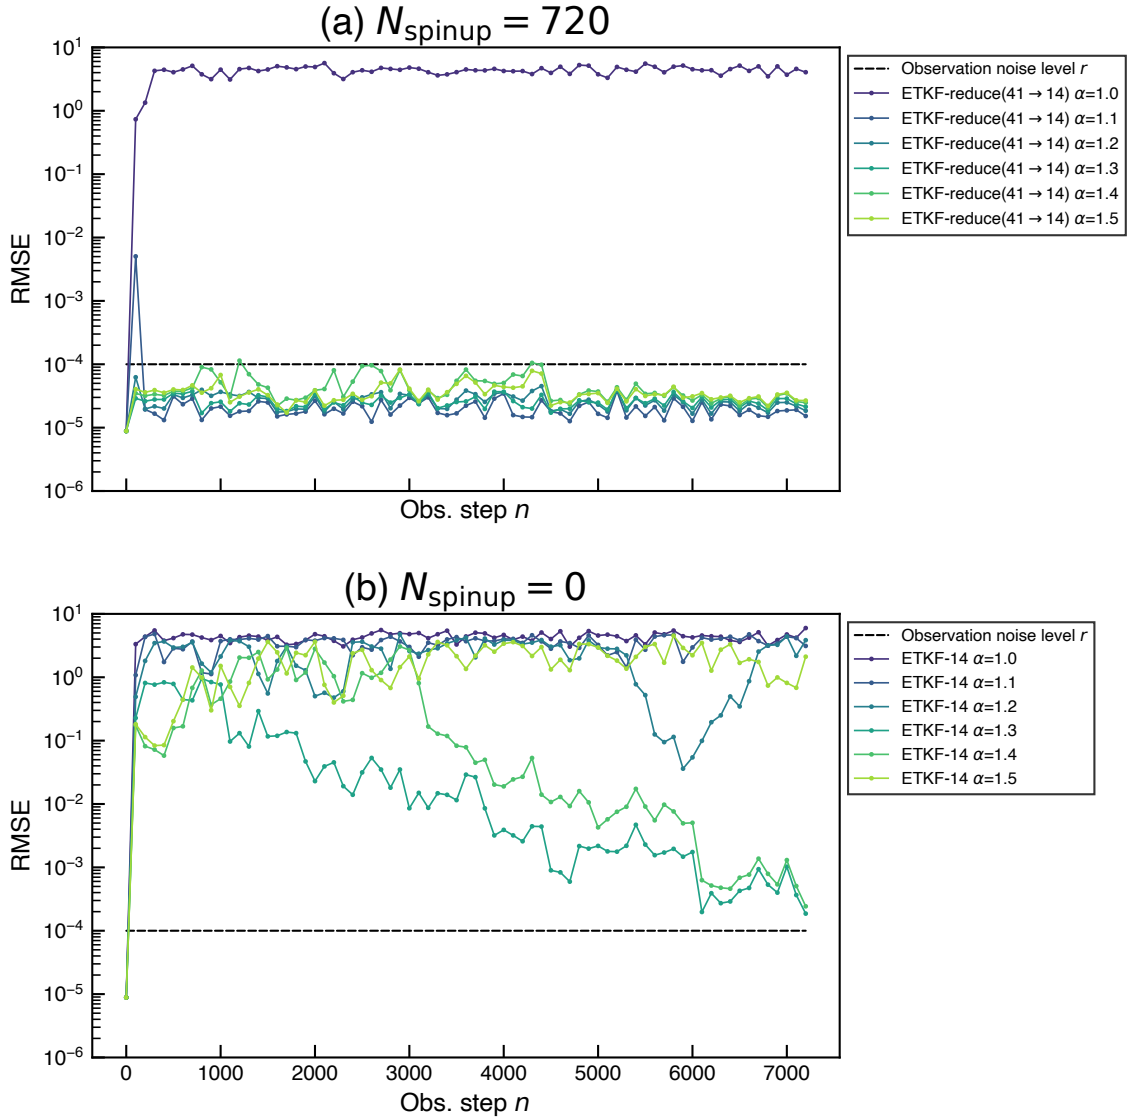 (a) N_spinup = 720
10^1
10^0
10^−1
10^−2
10^−3
10^−4
10^−5
10^−6
RMSE
Obs. step n
Observation noise level r
ETKF-reduce(41→14) α=1.0
ETKF-reduce(41→14) α=1.1
ETKF-reduce(41→14) α=1.2
ETKF-reduce(41→14) α=1.3
ETKF-reduce(41→14) α=1.4
ETKF-reduce(41→14) α=1.5
(b) N_spinup = 0
10^1
10^0
10^−1
10^−2
10^−3
10^−4
10^−5
10^−6
RMSE
0 1000 2000 3000 4000 5000 6000 7000
Obs. step n
Observation noise level r
ETKF-14 α=1.0
ETKF-14 α=1.1
ETKF-14 α=1.2
ETKF-14 α=1.3
ETKF-14 α=1.4
ETKF-14 α=1.5